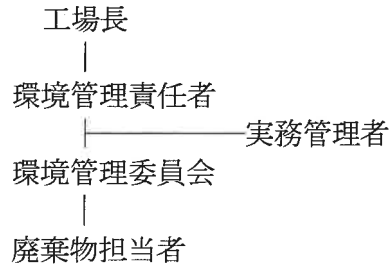 工場長
環境管理責任者
実務管理者
環境管理委員会
廃棄物担当者